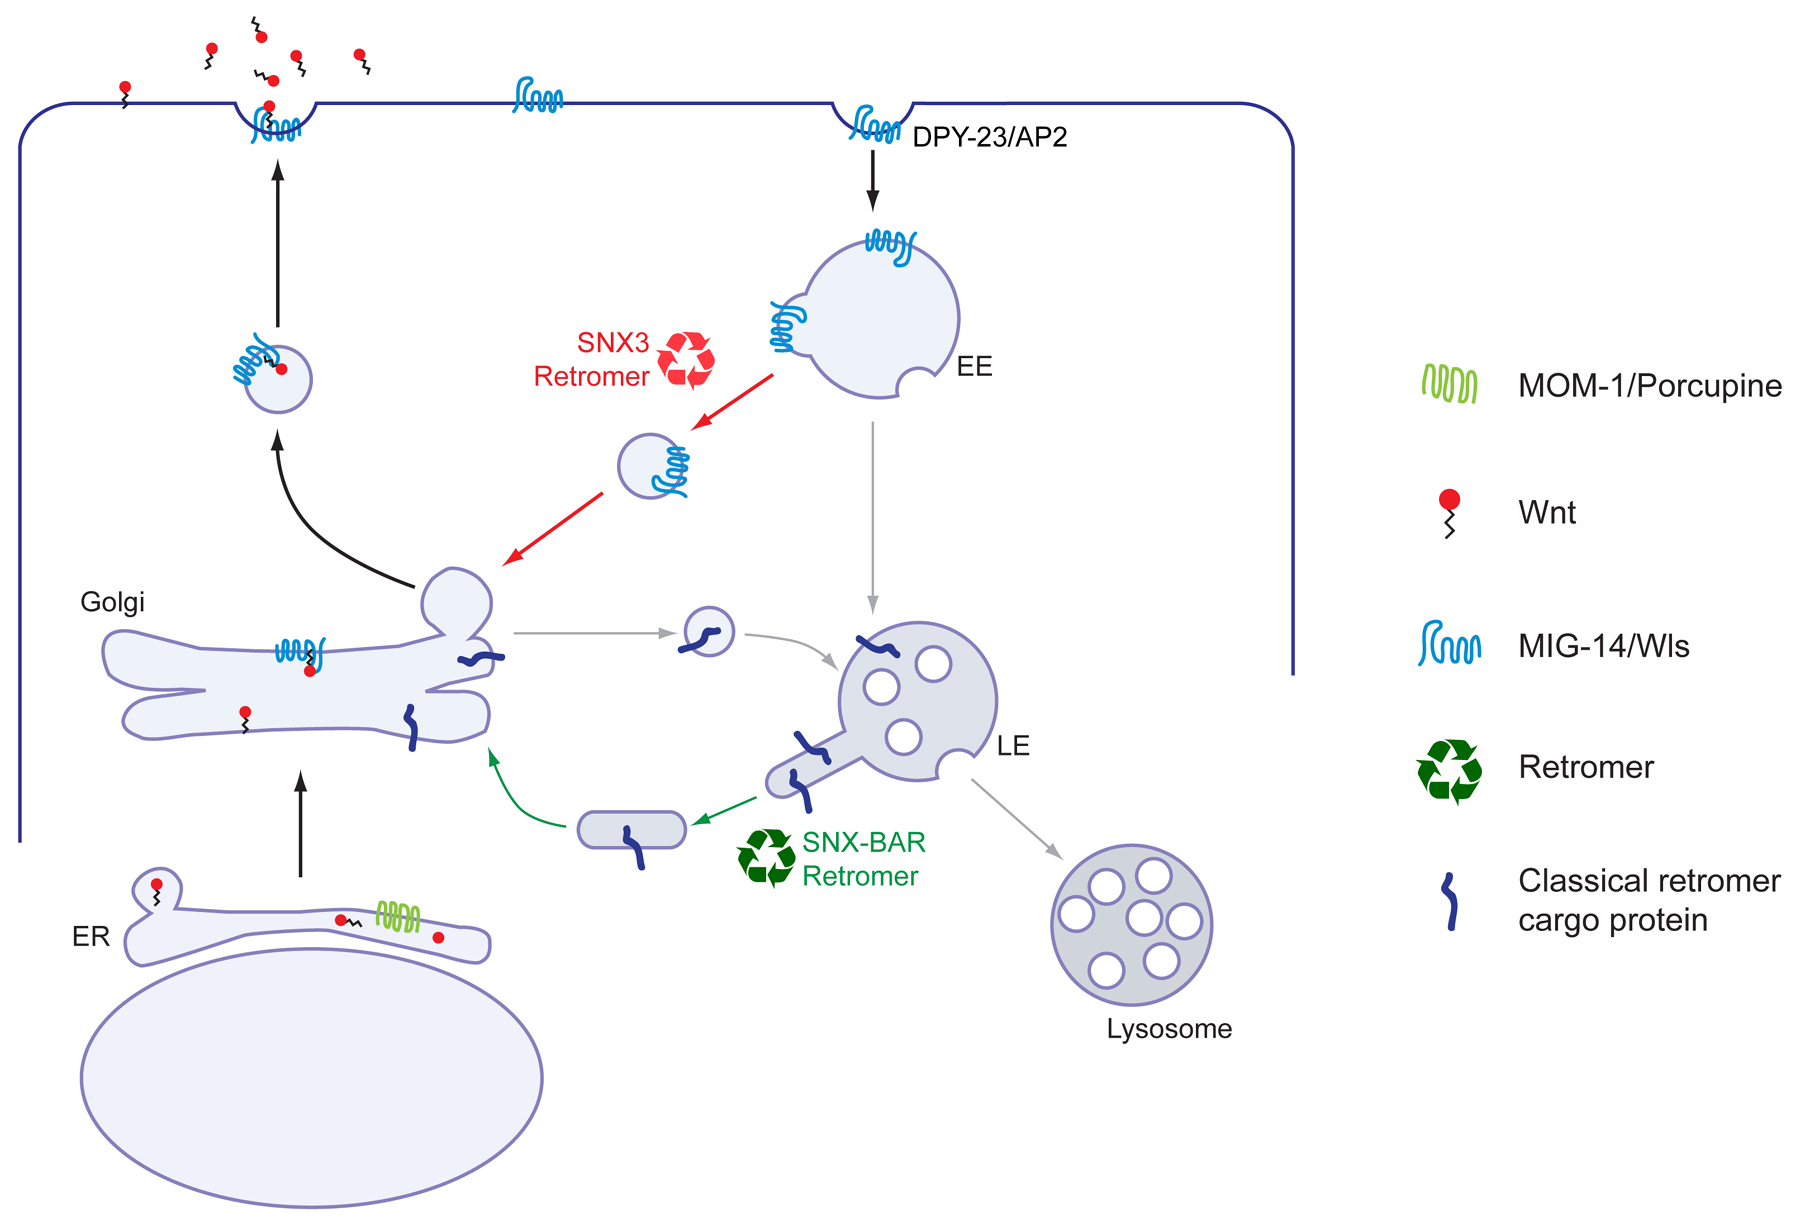 DPY-23/AP2
SNX3
Retromer
EE
MOM-1/Porcupine
Wnt
Golgi
MIG-14/Wls
LE
Retromer
SNX-BAR
Retromer
Classical retromer
cargo protein
ER
Lysosome